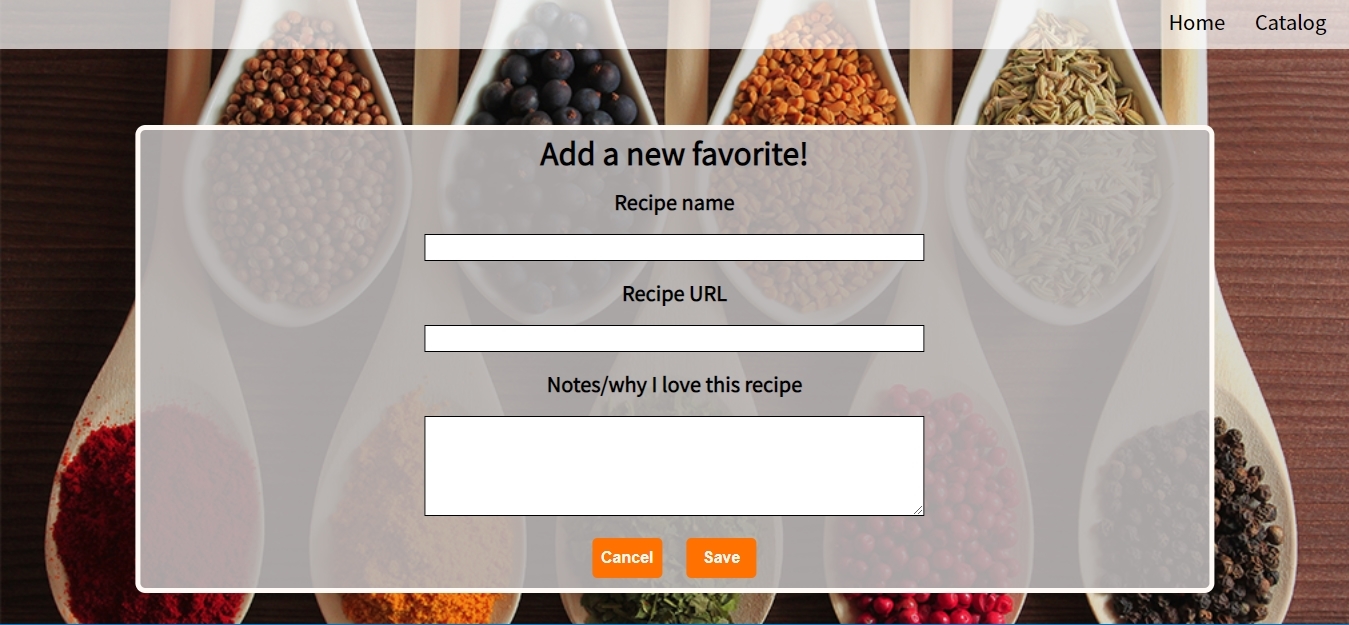 Home Catalog
Add a new favorite!
Recipe name
Recipe URL
Notes/why I love this recipe
Cancel Save